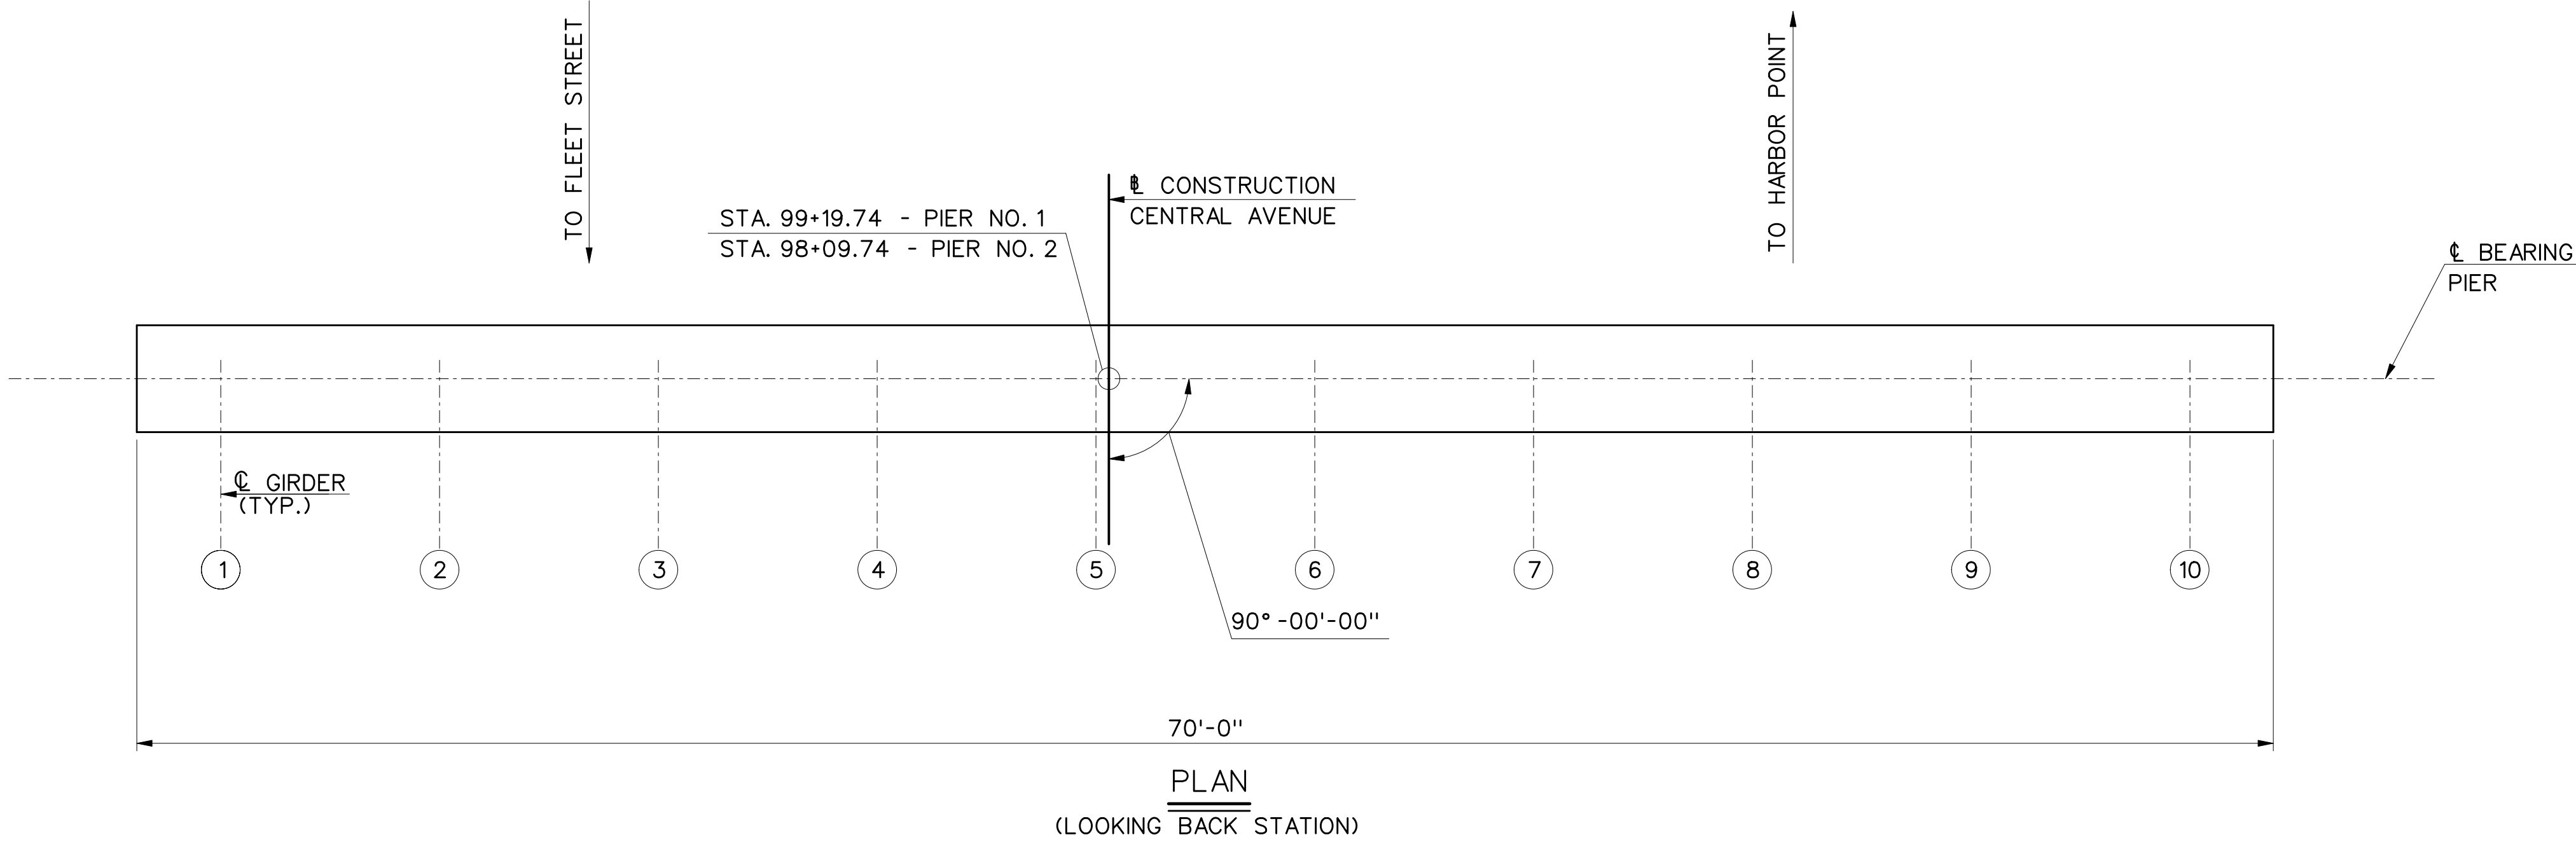 TO FLEET STREET
TO HARBOR POINT
℄ CONSTRUCTION
CENTRAL AVENUE
STA. 99+19.74 - PIER NO. 1
STA. 98+09.74 - PIER NO. 2
℄ BEARING
PIER
℄ GIRDER
(TYP.)
1 2 3 4 5 6 7 8 9 10
90°-00'-00"
70'-0"
PLAN
(LOOKING BACK STATION)